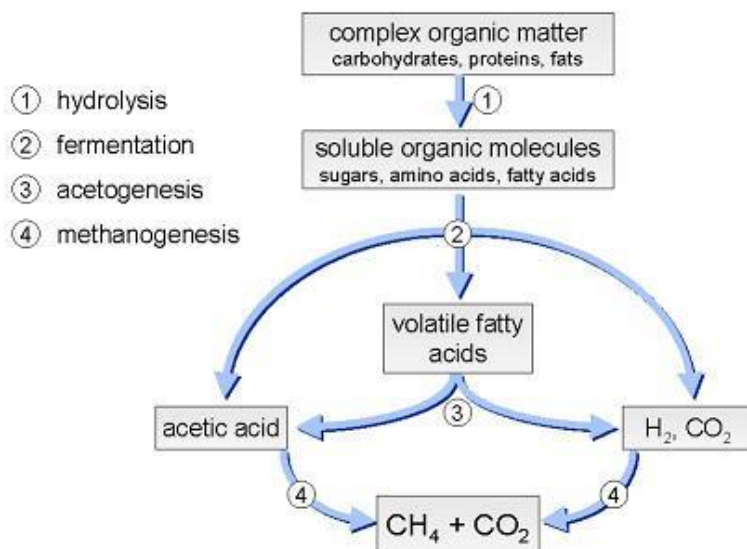 complex organic matter
carbohydrates, proteins, fats
① hydrolysis
② fermentation
③ acetogenesis
④ methanogenesis
①
soluble organic molecules
sugars, amino acids, fatty acids
②
volatile fatty
acids
③
acetic acid
H₂, CO₂
④
④
CH₄ + CO₂